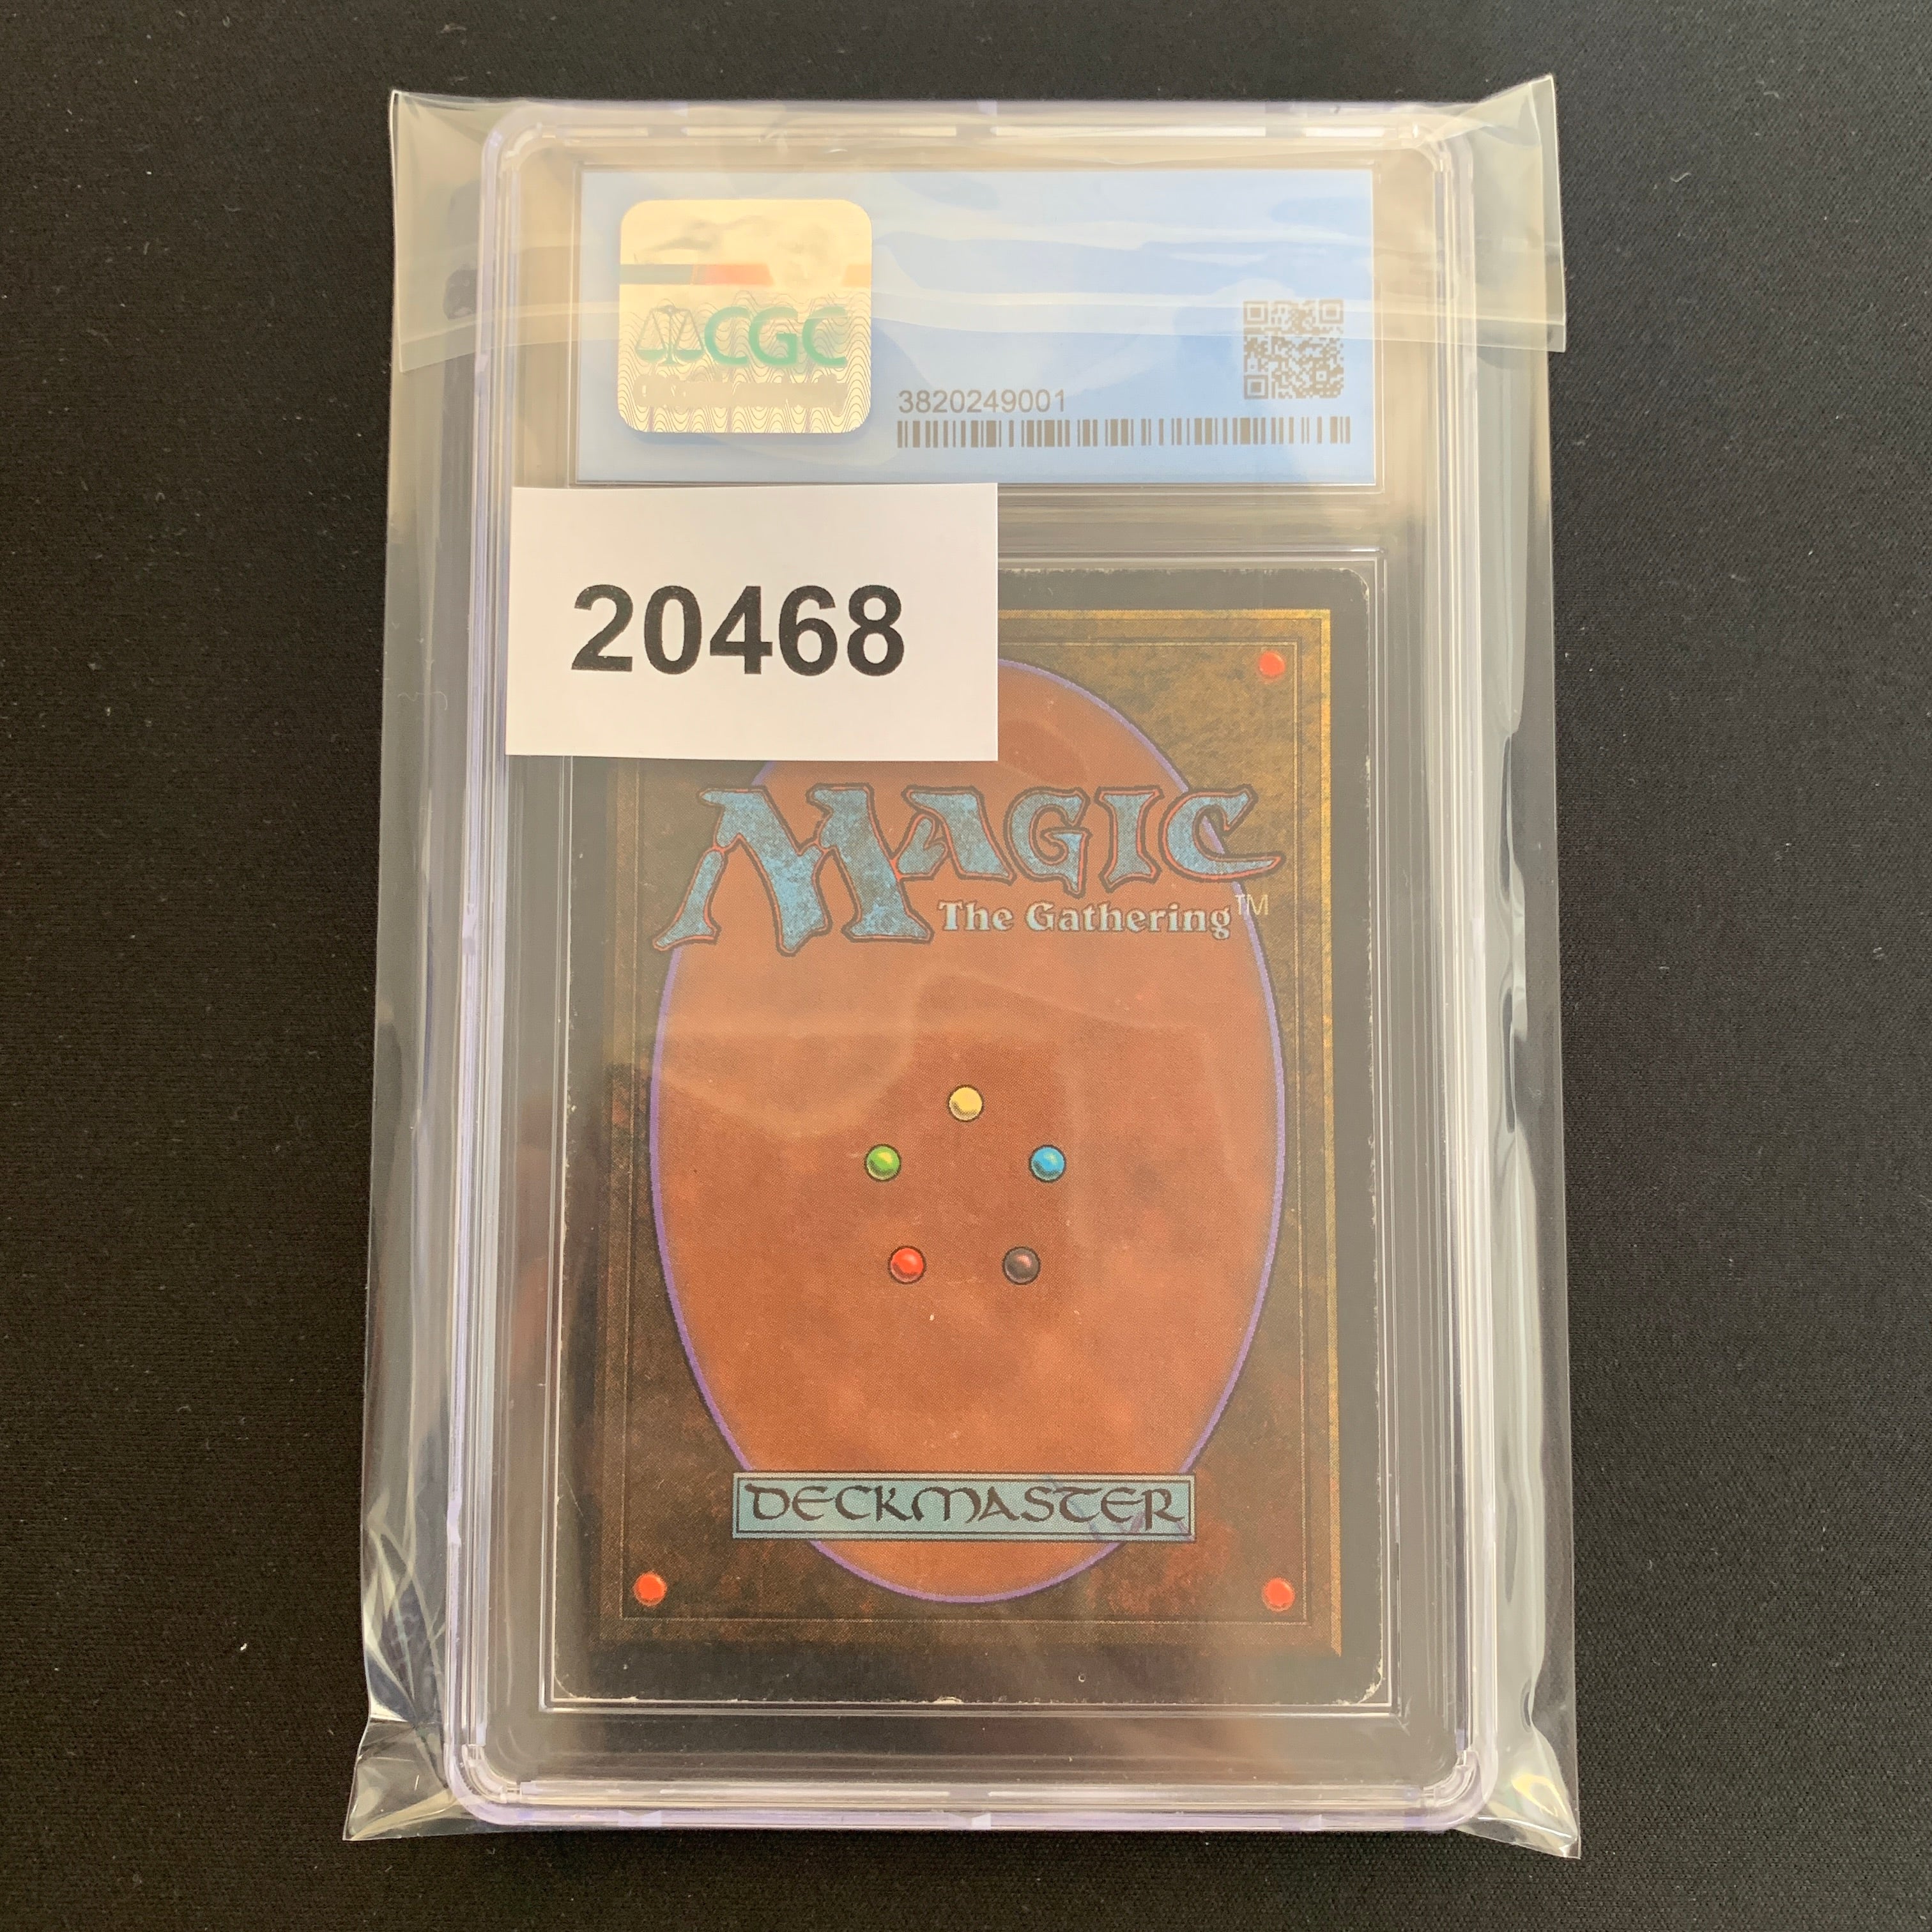 CGC
3820249001
20468
MAGIC
The Gathering™
DECKMASTER